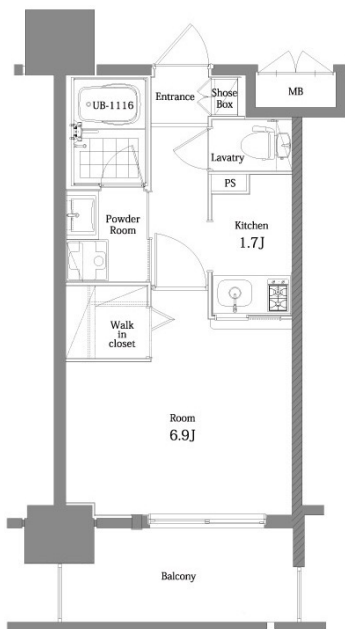 MB
Entrance
Shose
Box
UB-1116
Lavatry
PS
Powder
Room
Kitchen
1.7J
Walk
in
closet
Room
6.9J
Balcony